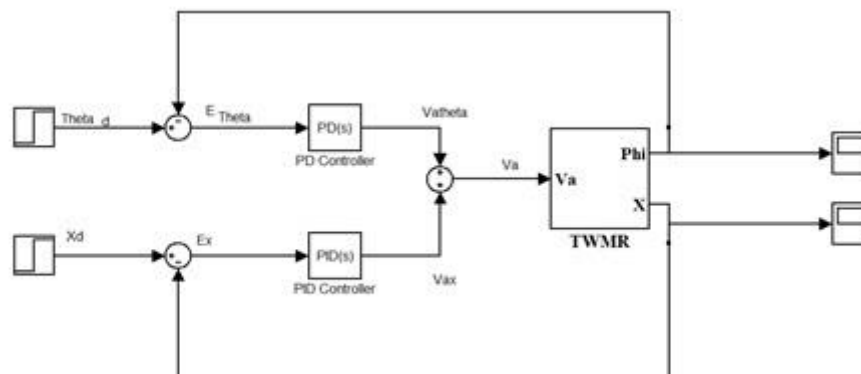 Theta_d
E_Theta
PD(s)
PD Controller
Vatheta
Va
Va
Phi
X
TWMR
Xd
Ex
PID(s)
PID Controller
Vax